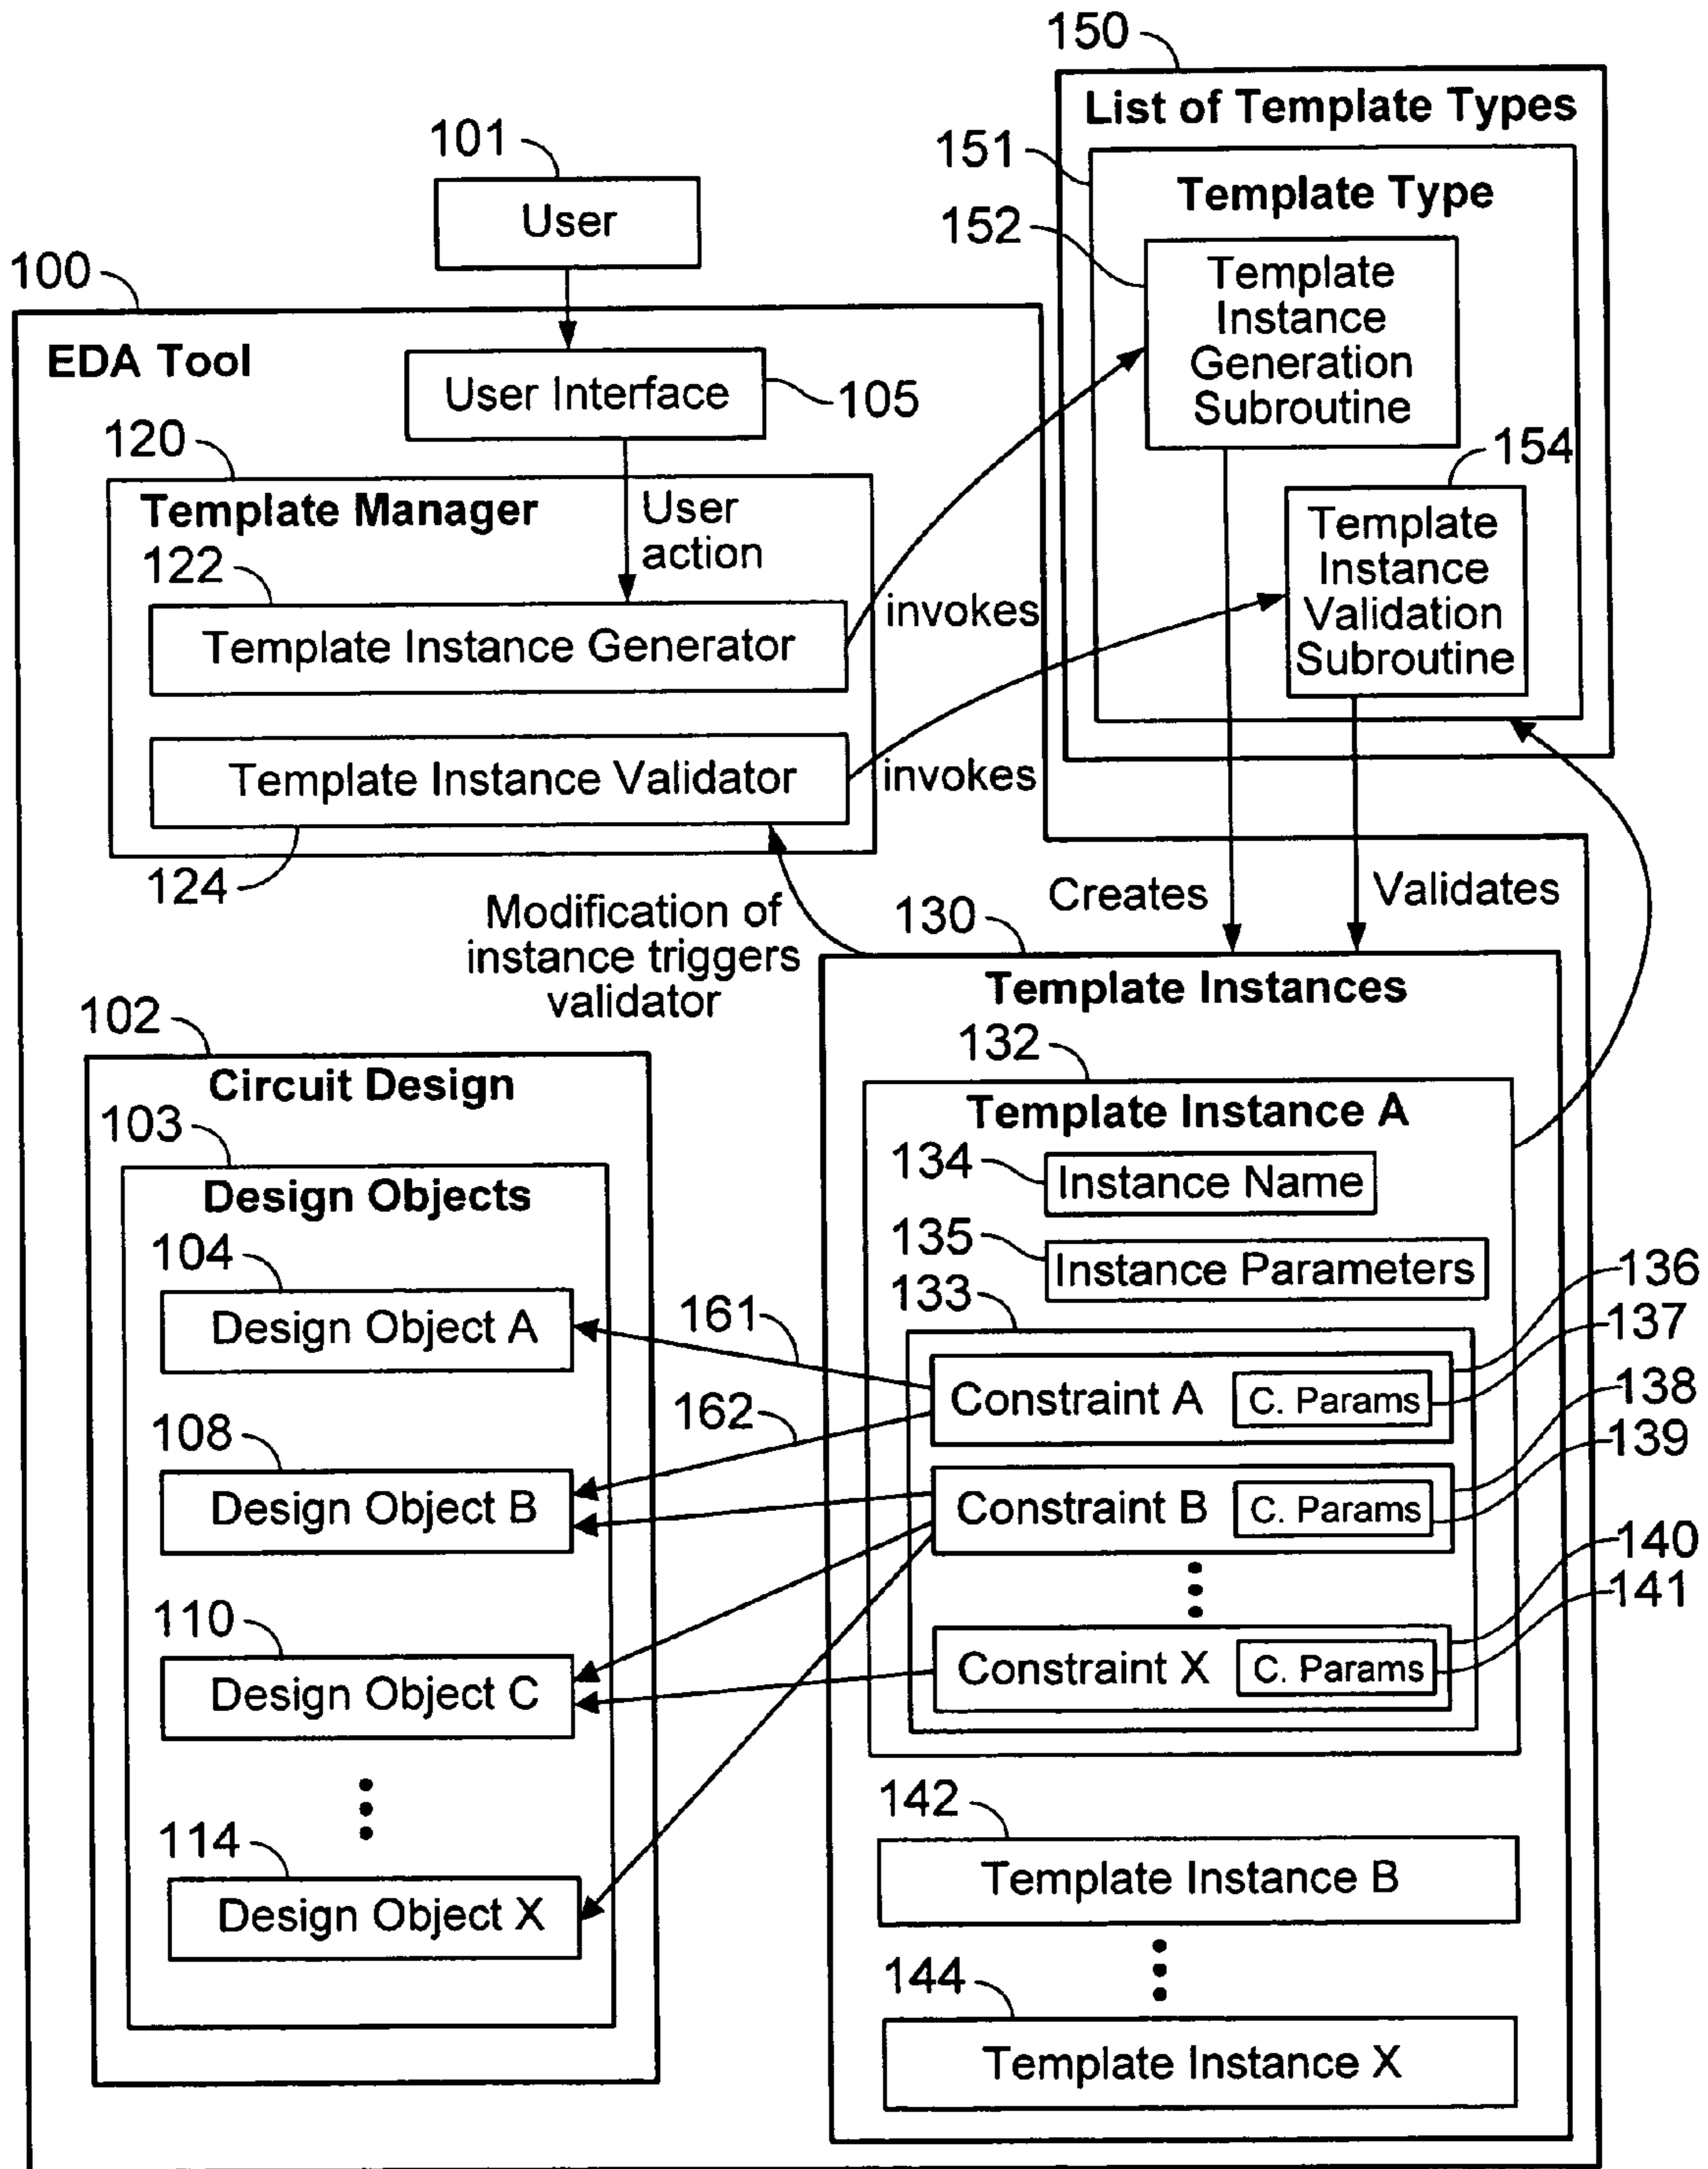 150
List of Template Types
101
151
Template Type
User
152
Template
Instance
Generation
Subroutine
100
EDA Tool
User Interface
105
120
154
Template Manager
User
action
Template
Instance
Validation
Subroutine
122
Template Instance Generator
invokes
Template Instance Validator
invokes
124
Creates
Validates
Modification of
instance triggers
validator
130
Template Instances
102
Circuit Design
132
Template Instance A
103
Design Objects
134
Instance Name
135
Instance Parameters
104
Design Object A
133
136
161
137
Constraint A
C. Params
162
138
108
139
Design Object B
Constraint B
C. Params
140
110
141
Design Object C
Constraint X
C. Params
142
114
Template Instance B
Design Object X
144
Template Instance X